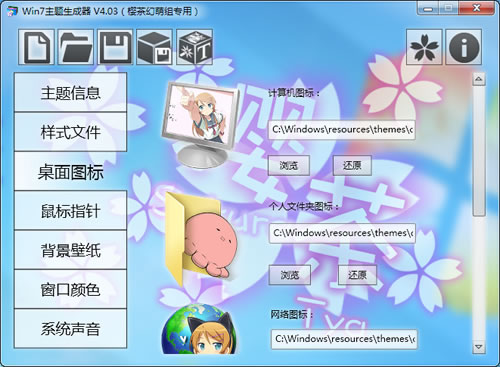 Win7主题生成器 V4.03（樱茶幻萌组专用）
主题信息
样式文件
桌面图标
鼠标指针
背景壁纸
窗口颜色
系统声音
计算机图标：
C:\Windows\resources\themes\c
浏览
还原
个人文件夹图标：
C:\Windows\resources\themes\c
浏览
还原
网络图标：
C:\Windows\resources\themes\c
樱茶